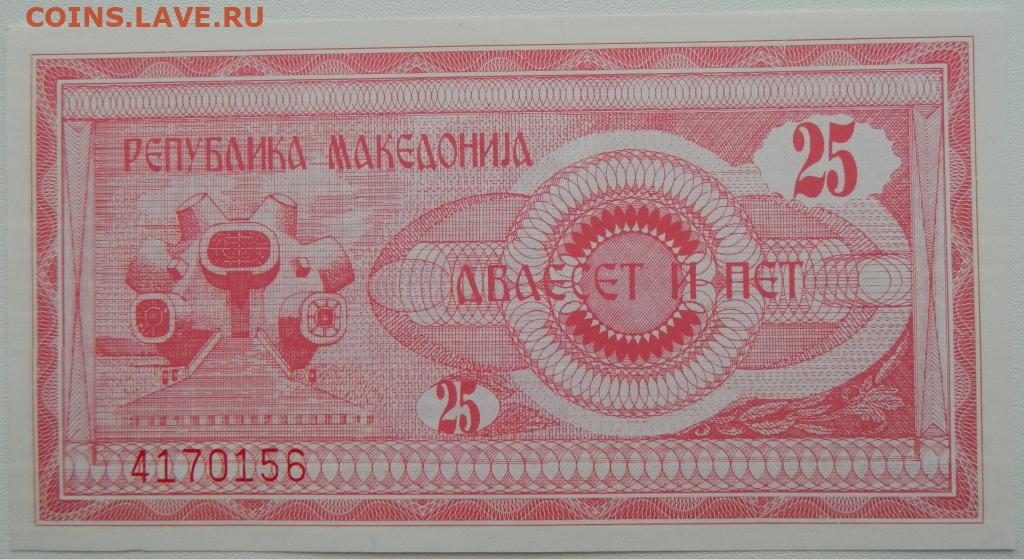 COINS.LAVE.RU
РЕПУБЛИКА МАКЕДОНИЈА
25
ДВАЕСЕТ И ПЕТ
25
4170156